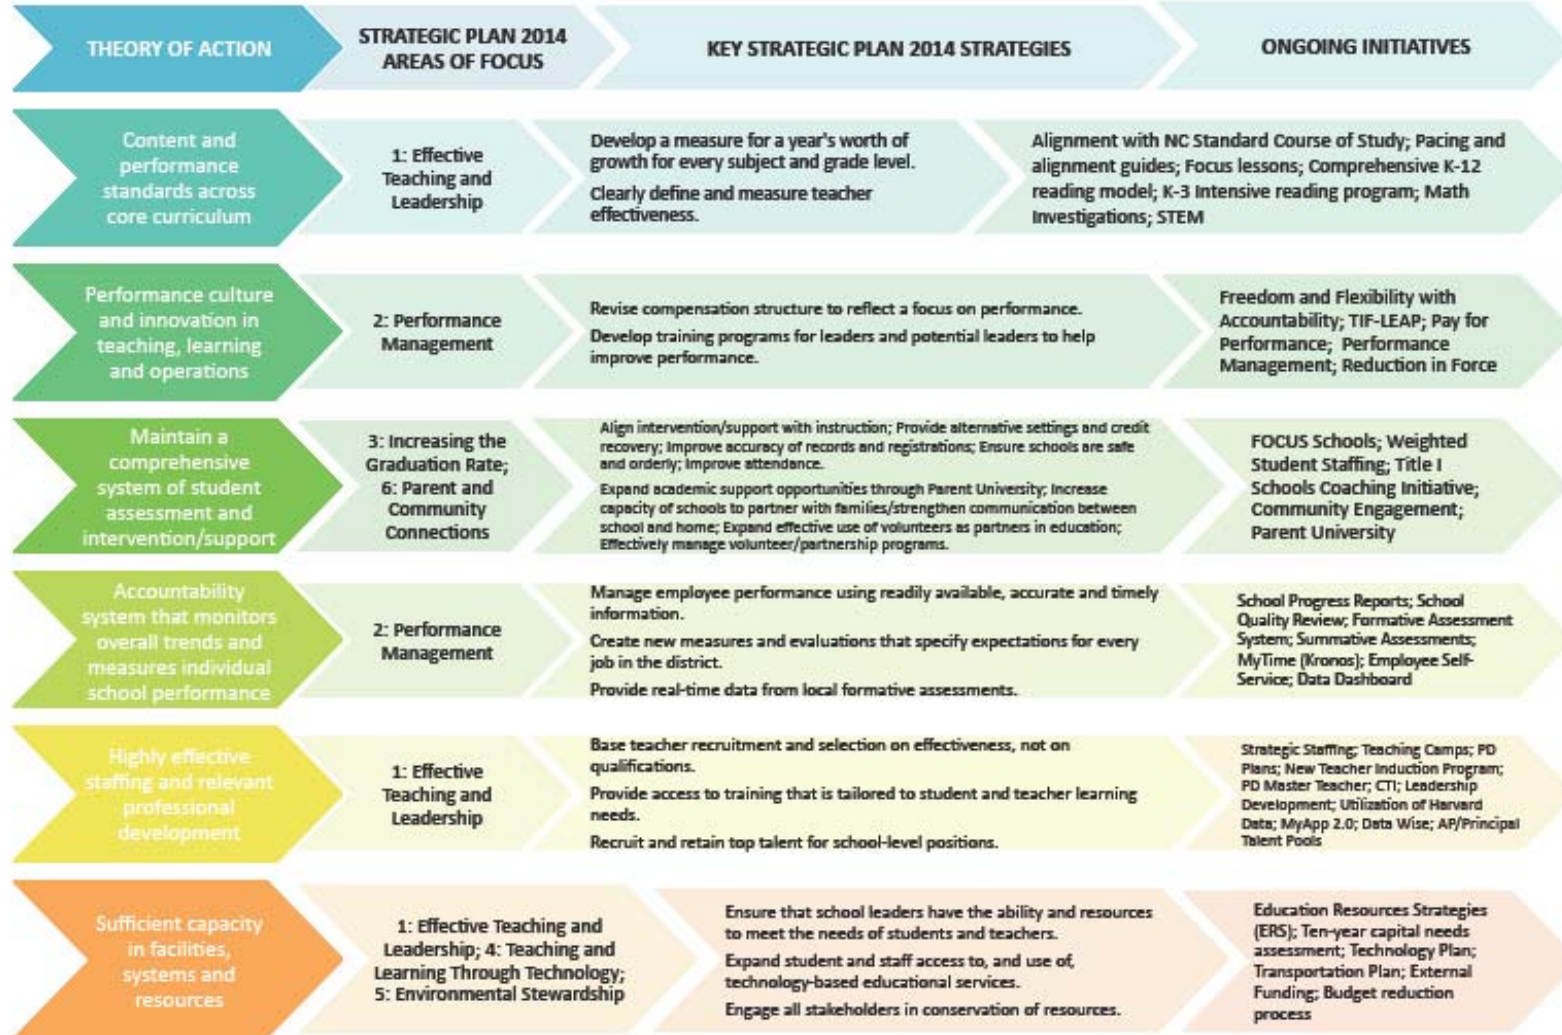 THEORY OF ACTION
STRATEGIC PLAN 2014
AREAS OF FOCUS
KEY STRATEGIC PLAN 2014 STRATEGIES
ONGOING INITIATIVES
Content and
performance
standards across
core curriculum
1: Effective
Teaching and
Leadership
Develop a measure for a year's worth of
growth for every subject and grade level.
Clearly define and measure teacher
effectiveness.
Alignment with NC Standard Course of Study; Pacing and
alignment guides; Focus lessons; Comprehensive K-12
reading model; K-3 Intensive reading program; Math
Investigations; STEM
Performance culture
and innovation in
teaching, learning
and operations
2: Performance
Management
Revise compensation structure to reflect a focus on performance.
Develop training programs for leaders and potential leaders to help
improve performance.
Freedom and Flexibility with
Accountability; TIF-LEAP; Pay for
Performance; Performance
Management; Reduction in Force
Maintain a
comprehensive
system of student
assessment and
intervention/support
3: Increasing the
Graduation Rate;
6: Parent and
Community
Connections
Align intervention/support with instruction; Provide alternative settings and credit
recovery; Improve accuracy of records and registrations; Ensure schools are safe
and orderly; Improve attendance.
Expand academic support opportunities through Parent University; Increase
capacity of schools to partner with families/strengthen communication between
school and home; Expand effective use of volunteers as partners in education;
Effectively manage volunteer/partnership programs.
FOCUS Schools; Weighted
Student Staffing; Title I
Schools Coaching Initiative;
Community Engagement;
Parent University
Accountability
system that monitors
overall trends and
measures individual
school performance
2: Performance
Management
Manage employee performance using readily available, accurate and timely
information.
Create new measures and evaluations that specify expectations for every
job in the district.
Provide real-time data from local formative assessments.
School Progress Reports; School
Quality Review; Formative Assessment
System; Summative Assessments;
MyTime (Kronos); Employee Self-
Service; Data Dashboard
Highly effective
staffing and relevant
professional
development
1: Effective
Teaching and
Leadership
Base teacher recruitment and selection on effectiveness, not on
qualifications.
Provide access to training that is tailored to student and teacher learning
needs.
Recruit and retain top talent for school-level positions.
Strategic Staffing; Teaching Camps; PD
Plans; New Teacher Induction Program;
PD Master Teacher; CTI; Leadership
Development; Utilization of Harvard
Data; MyApp 2.0; Data Wise; AP/Principal
Talent Pools
Sufficient capacity
in facilities,
systems and
resources
1: Effective Teaching and
Leadership; 4: Teaching and
Learning Through Technology;
5: Environmental Stewardship
Ensure that school leaders have the ability and resources
to meet the needs of students and teachers.
Expand student and staff access to, and use of,
technology-based educational services.
Engage all stakeholders in conservation of resources.
Education Resources Strategies
(ERS); Ten-year capital needs
assessment; Technology Plan;
Transportation Plan; External
Funding; Budget reduction
process